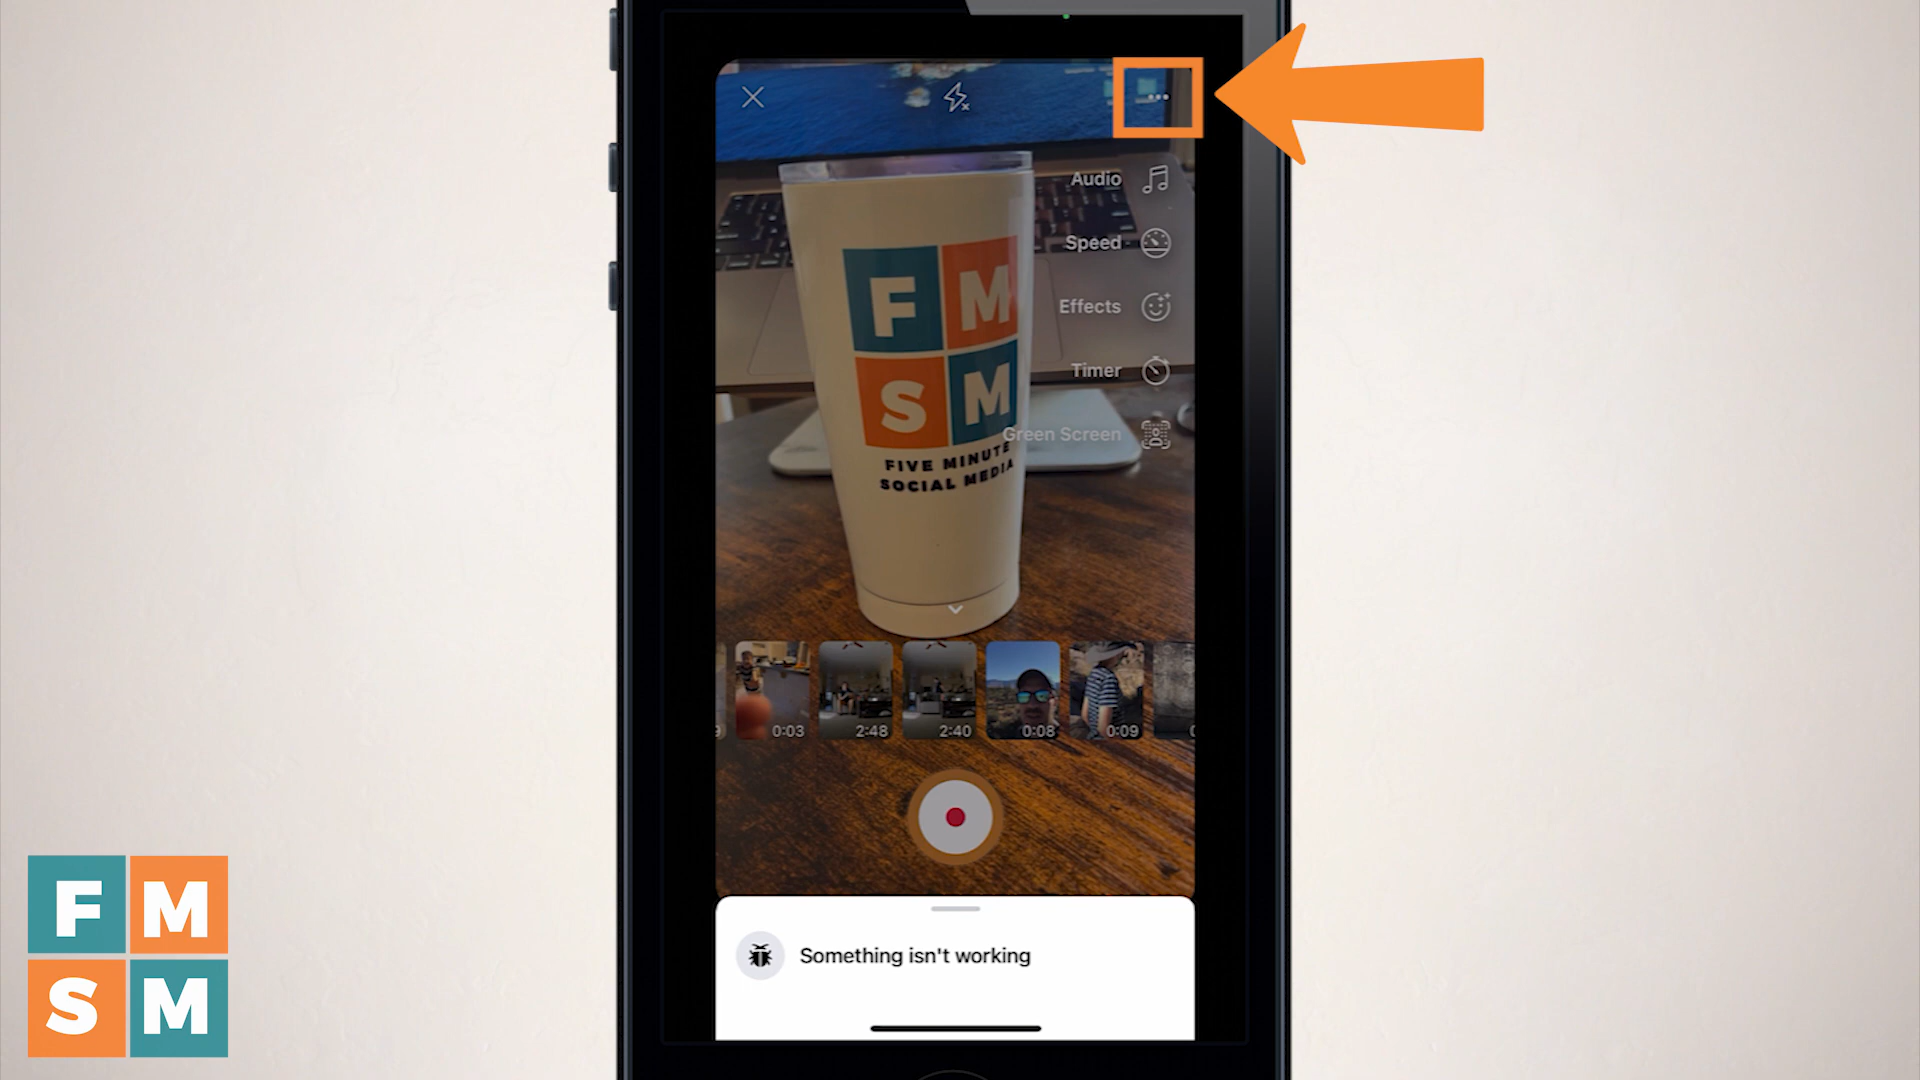 Audio
Speed
Effects
Timer
Green Screen
F M
S M
FIVE MINUTE
SOCIAL MEDIA
0:03
2:48
2:40
0:08
0:09
Something isn't working
F M
S M